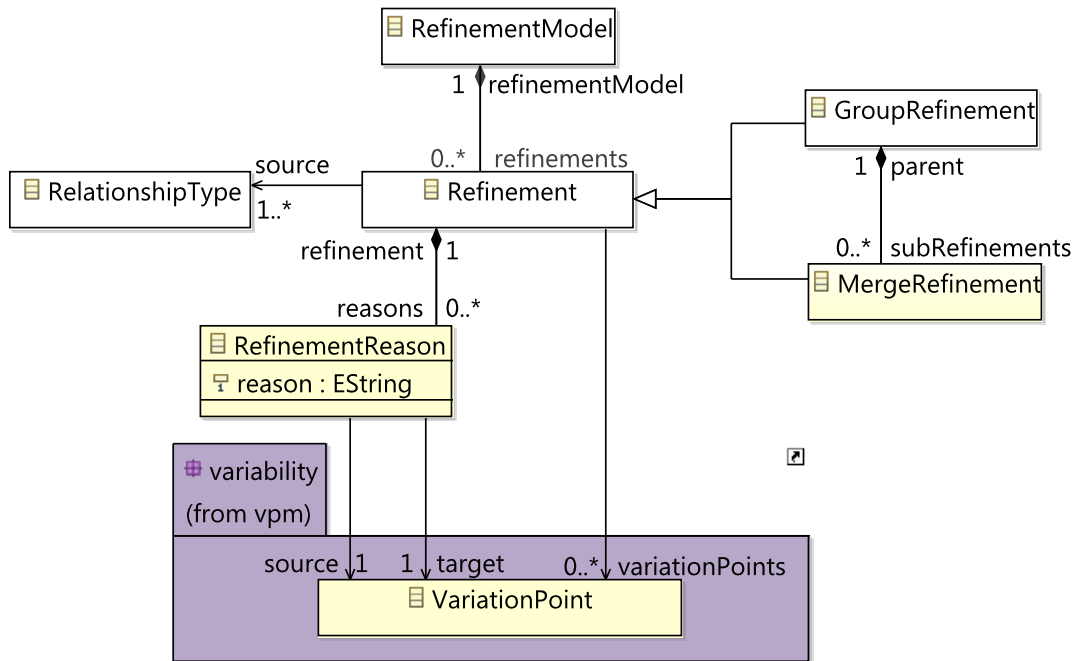 RefinementModel
1 refinementModel
GroupRefinement
0..* refinements
source
1 parent
RelationshipType
Refinement
1..*
refinement 1
0..* subRefinements
MergeRefinement
reasons 0..*
RefinementReason
1 reason : EString
variability
(from vpm)
source 1
1 target
0..* variationPoints
VariationPoint